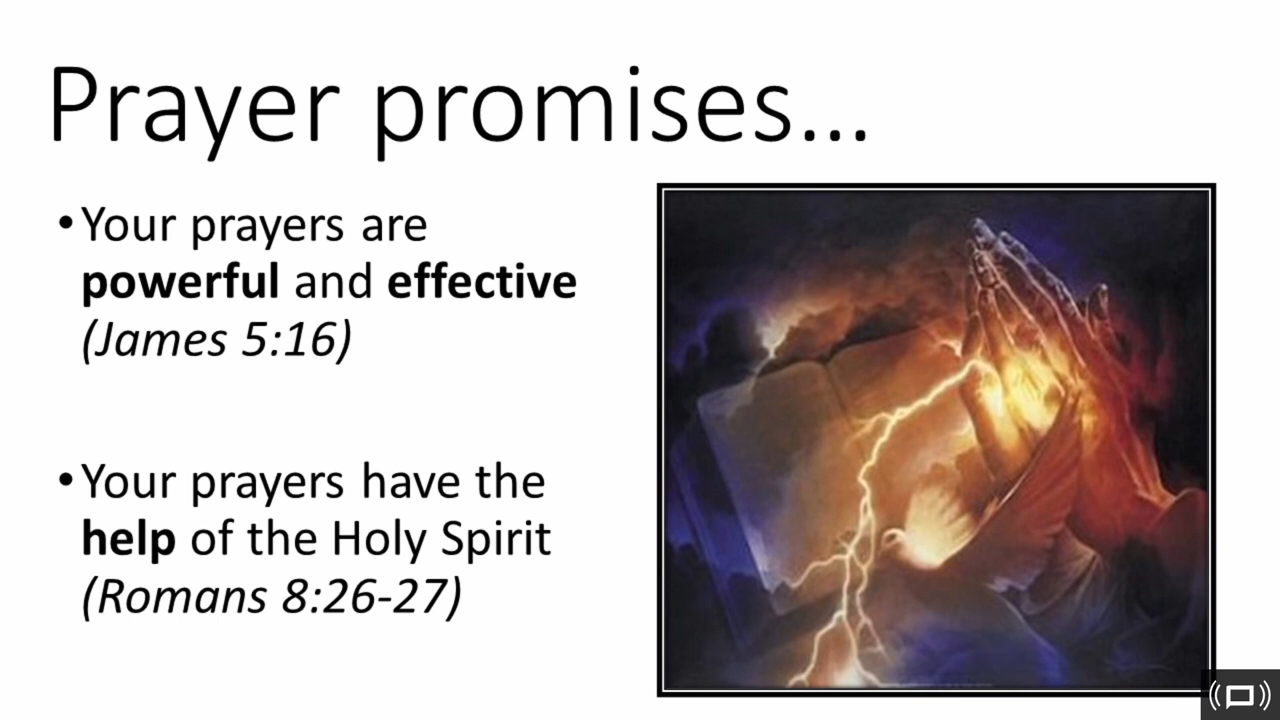 Prayer promises...
•Your prayers are
powerful and effective
(James 5:16)
•Your prayers have the
help of the Holy Spirit
(Romans 8:26-27)